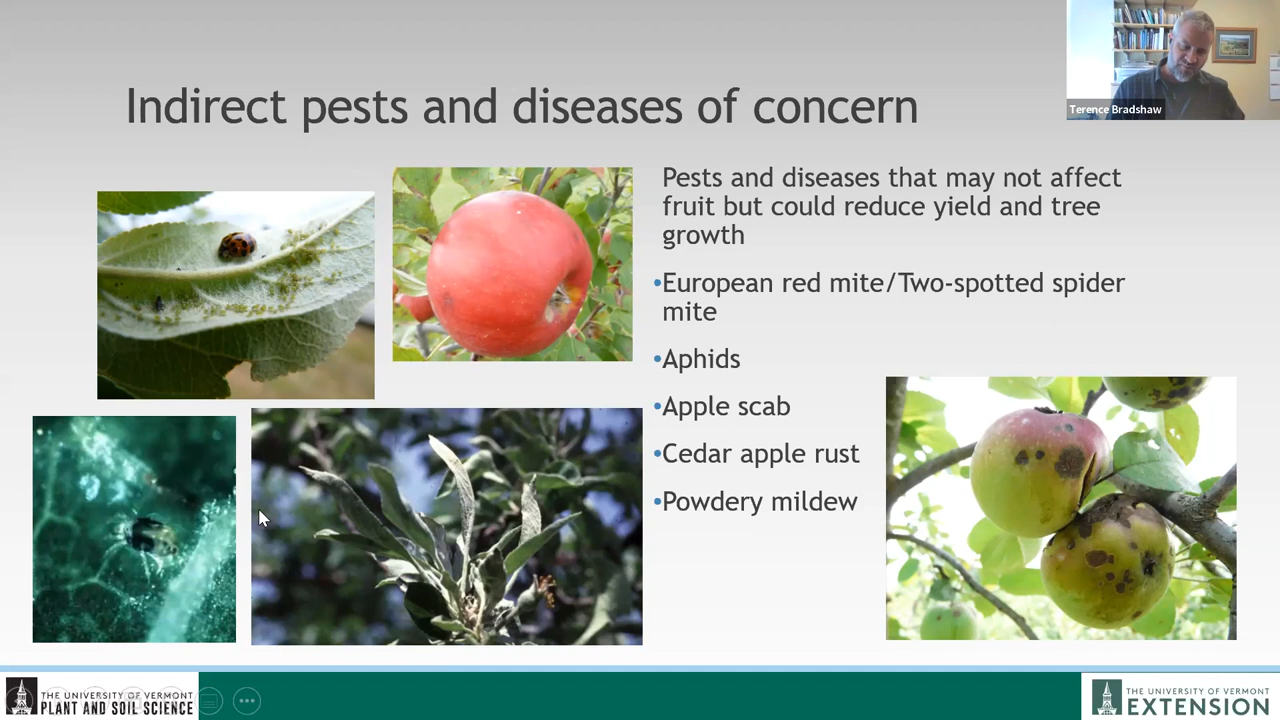 Terence Bradshaw
Indirect pests and diseases of concern
Pests and diseases that may not affect
fruit but could reduce yield and tree
growth
•European red mite/Two-spotted spider
mite
•Aphids
•Apple scab
•Cedar apple rust
•Powdery mildew
THE UNIVERSITY OF VERMONT
PLANT AND SOIL SCIENCE
THE UNIVERSITY OF VERMONT
EXTENSION